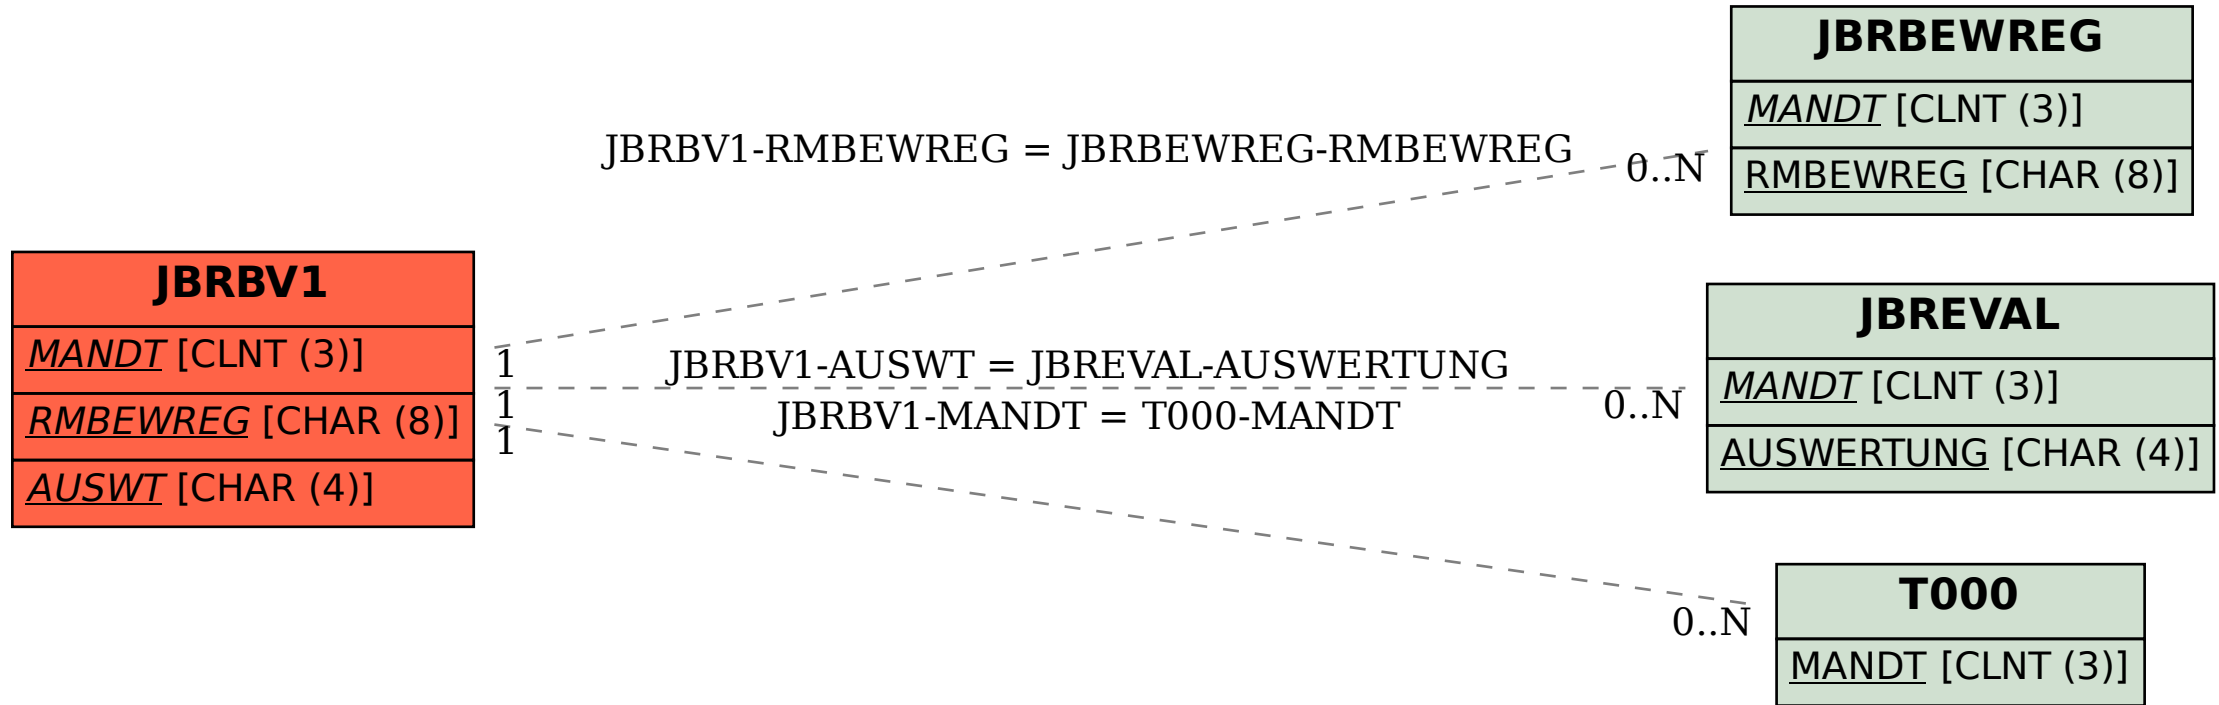 JBRBEWREG
MANDT [CLNT (3)]
RMBEWREG [CHAR (8)]
JBRBV1-RMBEWREG = JBRBEWREG-RMBEWREG
0..N
JBRBV1
MANDT [CLNT (3)]
RMBEWREG [CHAR (8)]
AUSWT [CHAR (4)]
1
1
1
JBRBV1-AUSWT = JBREVAL-AUSWERTUNG
0..N
JBRBV1-MANDT = T000-MANDT
JBREVAL
MANDT [CLNT (3)]
AUSWERTUNG [CHAR (4)]
0..N
T000
MANDT [CLNT (3)]